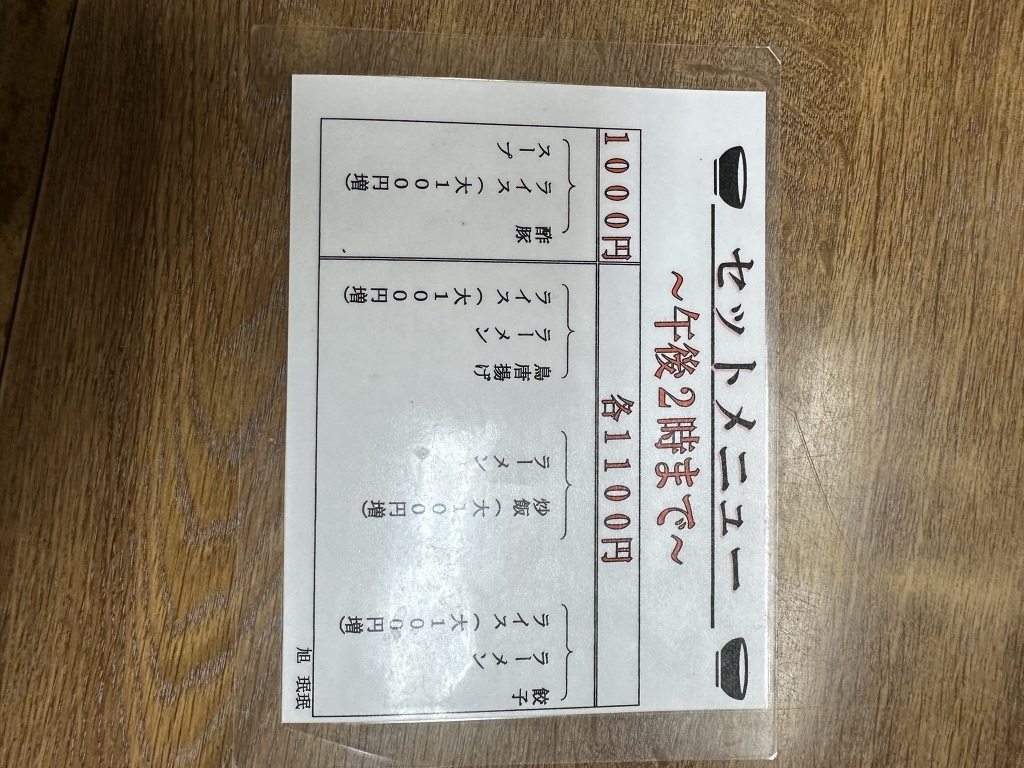 セットメニュー
~午後2時まで~
各1100円
餃子
ラーメン
ライス(大100円増)
炒飯(大100円増)
ラーメン
鳥唐揚げ
ラーメン
ライス(大100円増)
1000円
酢豚
ライス(大100円増)
スープ
旭 珉珉